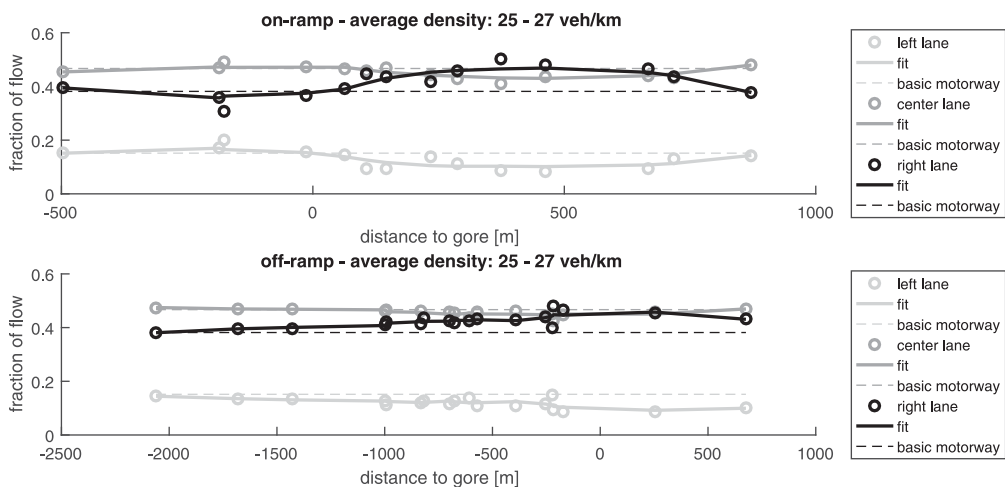 on-ramp - average density: 25 - 27 veh/km
fraction of flow
0.6
0.4
0.2
0
-500
0
500
1000
distance to gore [m]
left lane
fit
basic motorway
center lane
fit
basic motorway
right lane
fit
basic motorway
off-ramp - average density: 25 - 27 veh/km
fraction of flow
0.6
0.4
0.2
0
-2500
-2000
-1500
-1000
-500
0
500
1000
distance to gore [m]
left lane
fit
basic motorway
center lane
fit
basic motorway
right lane
fit
basic motorway